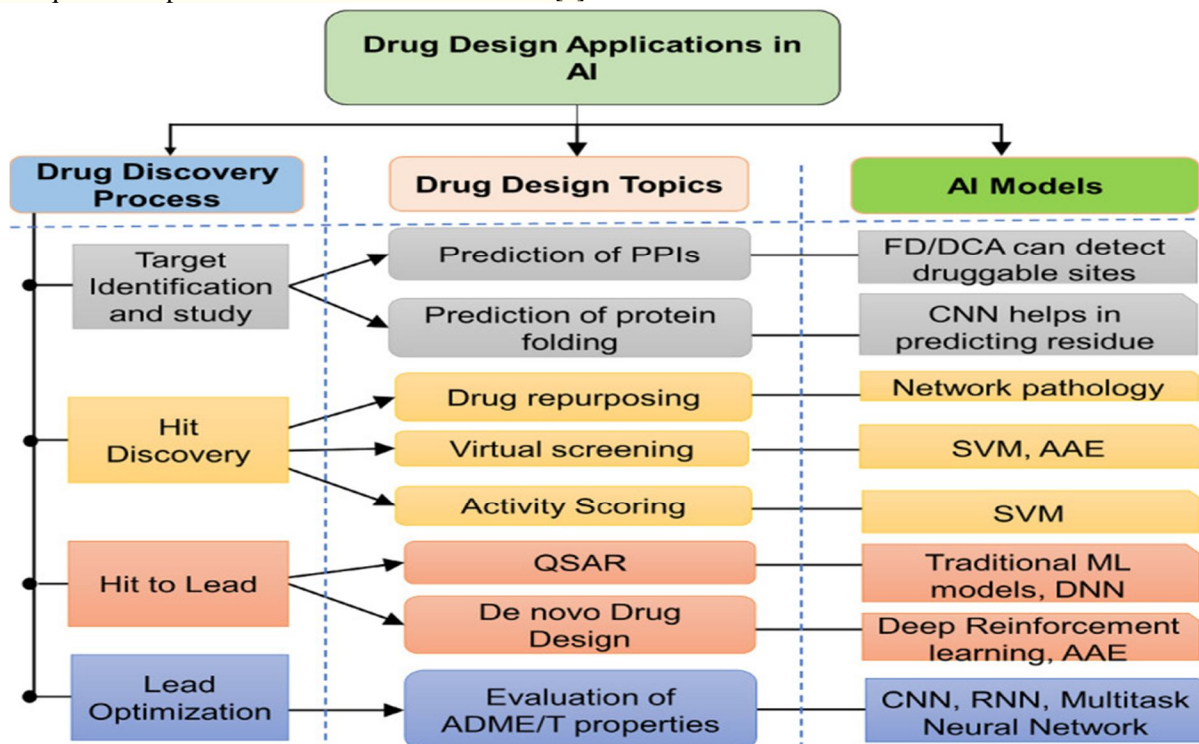 Drug Design Applications in
AI
Drug Discovery
Process
Drug Design Topics
AI Models
Target
Identification
and study
Prediction of PPIs
FD/DCA can detect
druggable sites
Prediction of protein
folding
CNN helps in
predicting residue
Hit
Discovery
Drug repurposing
Network pathology
Virtual screening
SVM, AAE
Activity Scoring
SVM
Hit to Lead
QSAR
Traditional ML
models, DNN
De novo Drug
Design
Deep Reinforcement
learning, AAE
Lead
Optimization
Evaluation of
ADME/T properties
CNN, RNN, Multitask
Neural Network